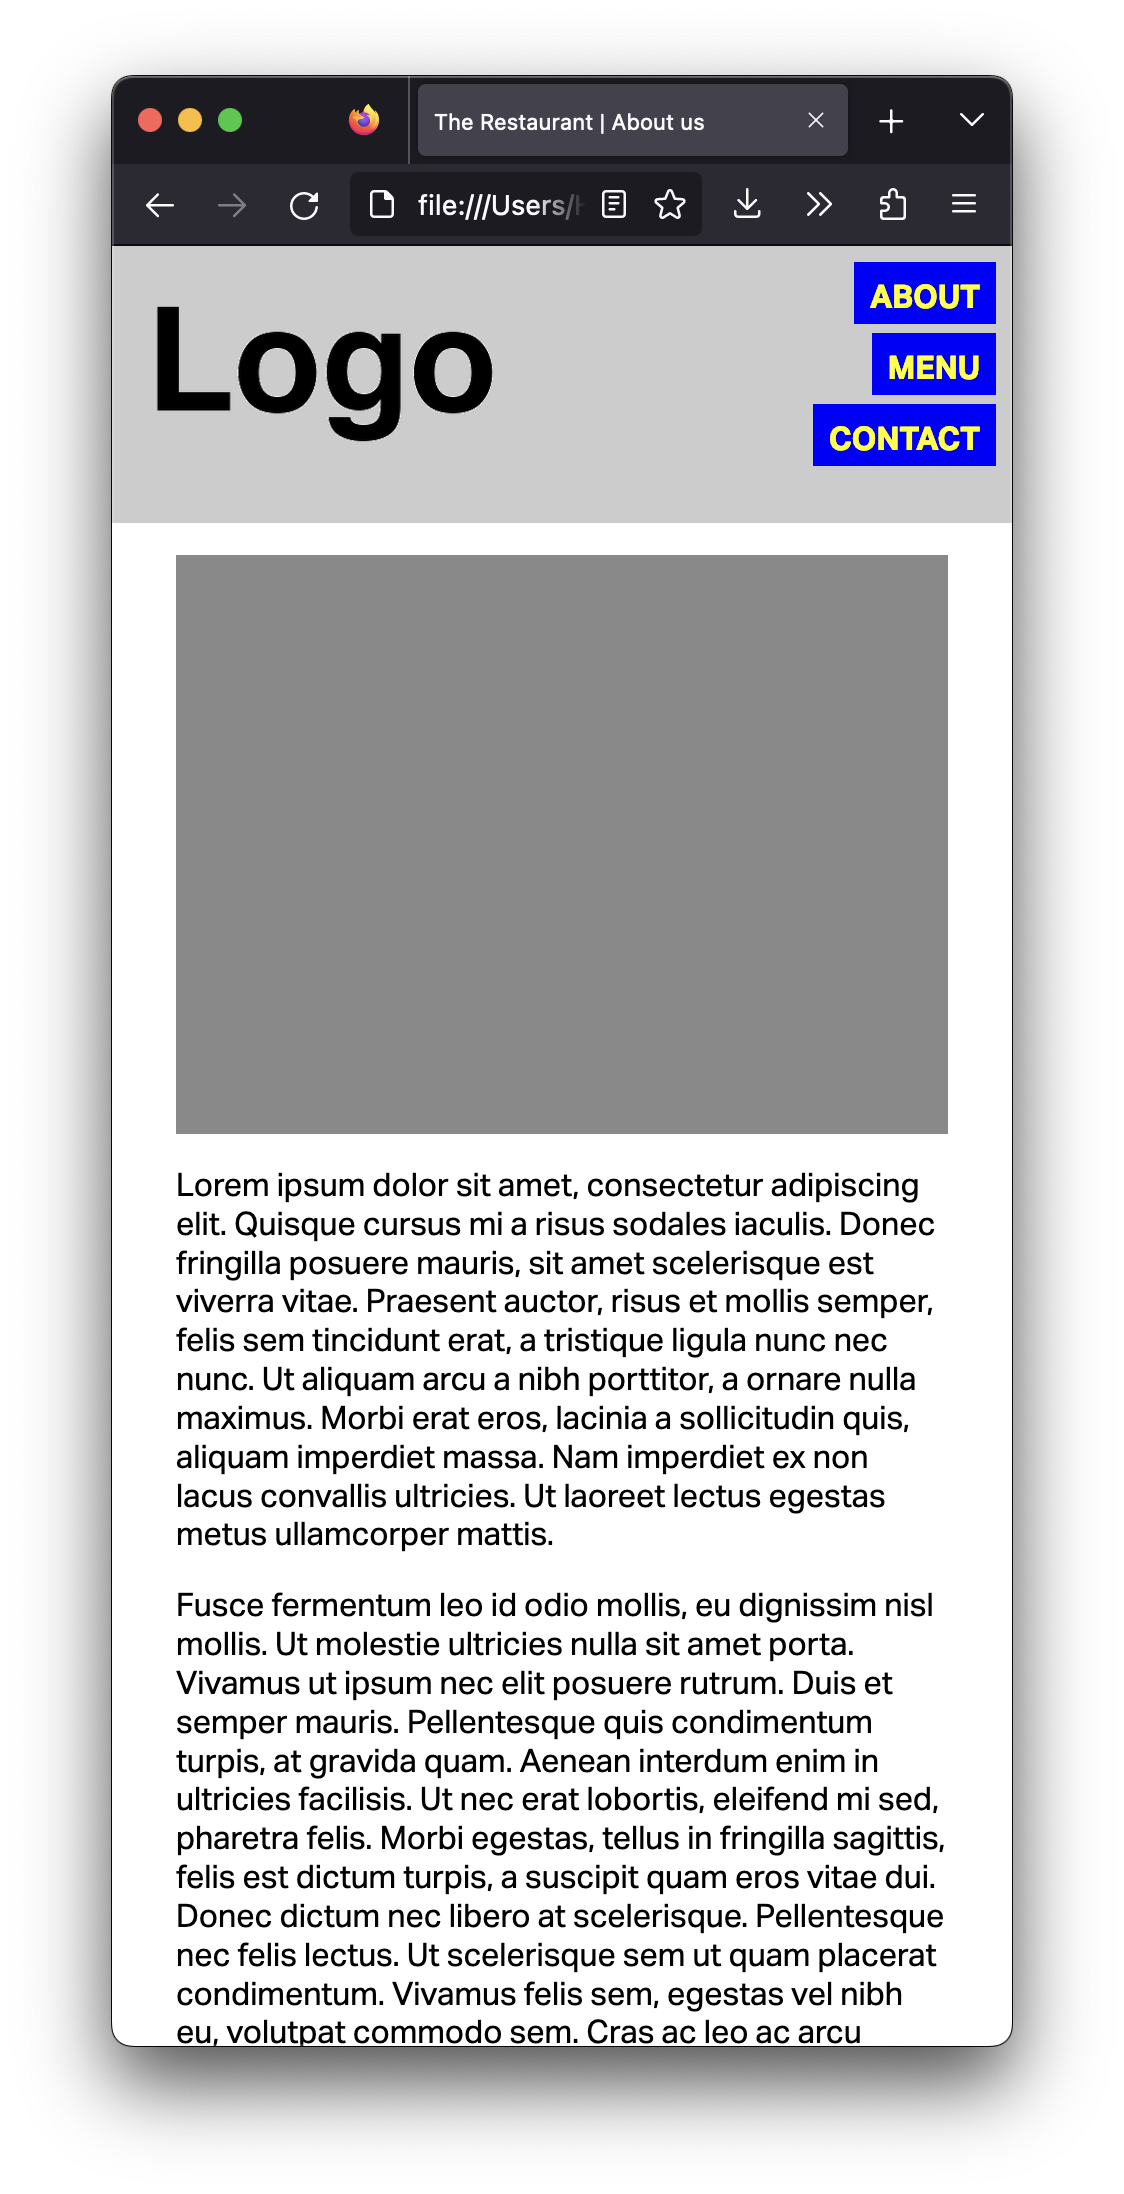 The Restaurant | About us
file:///Users/
Logo
ABOUT
MENU
CONTACT
Lorem ipsum dolor sit amet, consectetur adipiscing
elit. Quisque cursus mi a risus sodales iaculis. Donec
fringilla posuere mauris, sit amet scelerisque est
viverra vitae. Praesent auctor, risus et mollis semper,
felis sem tincidunt erat, a tristique ligula nunc nec
nunc. Ut aliquam arcu a nibh porttitor, a ornare nulla
maximus. Morbi erat eros, lacinia a sollicitudin quis,
aliquam imperdiet massa. Nam imperdiet ex non
lacus convallis ultricies. Ut laoreet lectus egestas
metus ullamcorper mattis.
Fusce fermentum leo id odio mollis, eu dignissim nisl
mollis. Ut molestie ultricies nulla sit amet porta.
Vivamus ut ipsum nec elit posuere rutrum. Duis et
semper mauris. Pellentesque quis condimentum
turpis, at gravida quam. Aenean interdum enim in
ultricies facilisis. Ut nec erat lobortis, eleifend mi sed,
pharetra felis. Morbi egestas, tellus in fringilla sagittis,
felis est dictum turpis, a suscipit quam eros vitae dui.
Donec dictum nec libero at scelerisque. Pellentesque
nec felis lectus. Ut scelerisque sem ut quam placerat
condimentum. Vivamus felis sem, egestas vel nibh
eu, volutpat commodo sem. Cras ac leo ac arcu